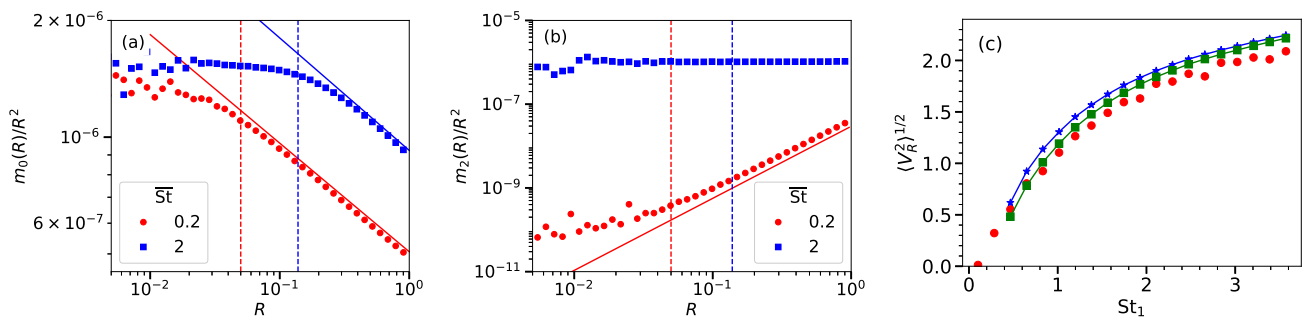 (a)
2 × 10⁻⁶
10⁻⁶
6 × 10⁻⁷
m₀(R)/R²
S̅t̅
0.2
2
10⁻² 10⁻¹ 10⁰
R
(b)
10⁻⁵
10⁻⁷
10⁻⁹
10⁻¹¹
m₂(R)/R²
S̅t̅
0.2
2
10⁻² 10⁻¹ 10⁰
R
(c)
2.0
1.5
1.0
0.5
0.0
⟨V_R²⟩^{1/2}
0 1 2 3
St₁